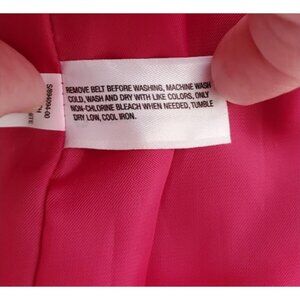 REMOVE BELT BEFORE WASHING, MACHINE WASH
COLD, WASH AND DRY WITH LIKE COLORS, ONLY
NON-CHLORINE BLEACH WHEN NEEDED, TUMBLE
DRY LOW, COOL IRON.